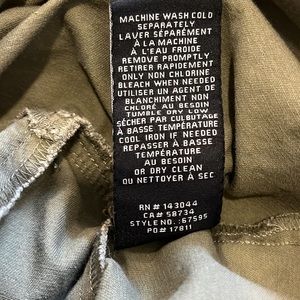 MACHINE WASH COLD
SEPARATELY
LAVER SÉPARÉMENT
À LA MACHINE
À L'EAU FROIDE
REMOVE PROMPTLY
RETIRER RAPIDEMENT
ONLY NON CHLORINE
BLEACH WHEN NEEDED
UTILISER UN AGENT DE
BLANCHIMENT NON
CHLORÉ AU BESOIN
TUMBLE DRY LOW
SÉCHER PAR CULBUTAGE
À BASSE TEMPÉRATURE
COOL IRON IF NEEDED
REPASSER À BASSE
TEMPÉRATURE
AU BESOIN
OR DRY CLEAN
OU NETTOYER À SEC
RN# 143044
CA# 58734
STYLE NO.: 67595
PO# 17811